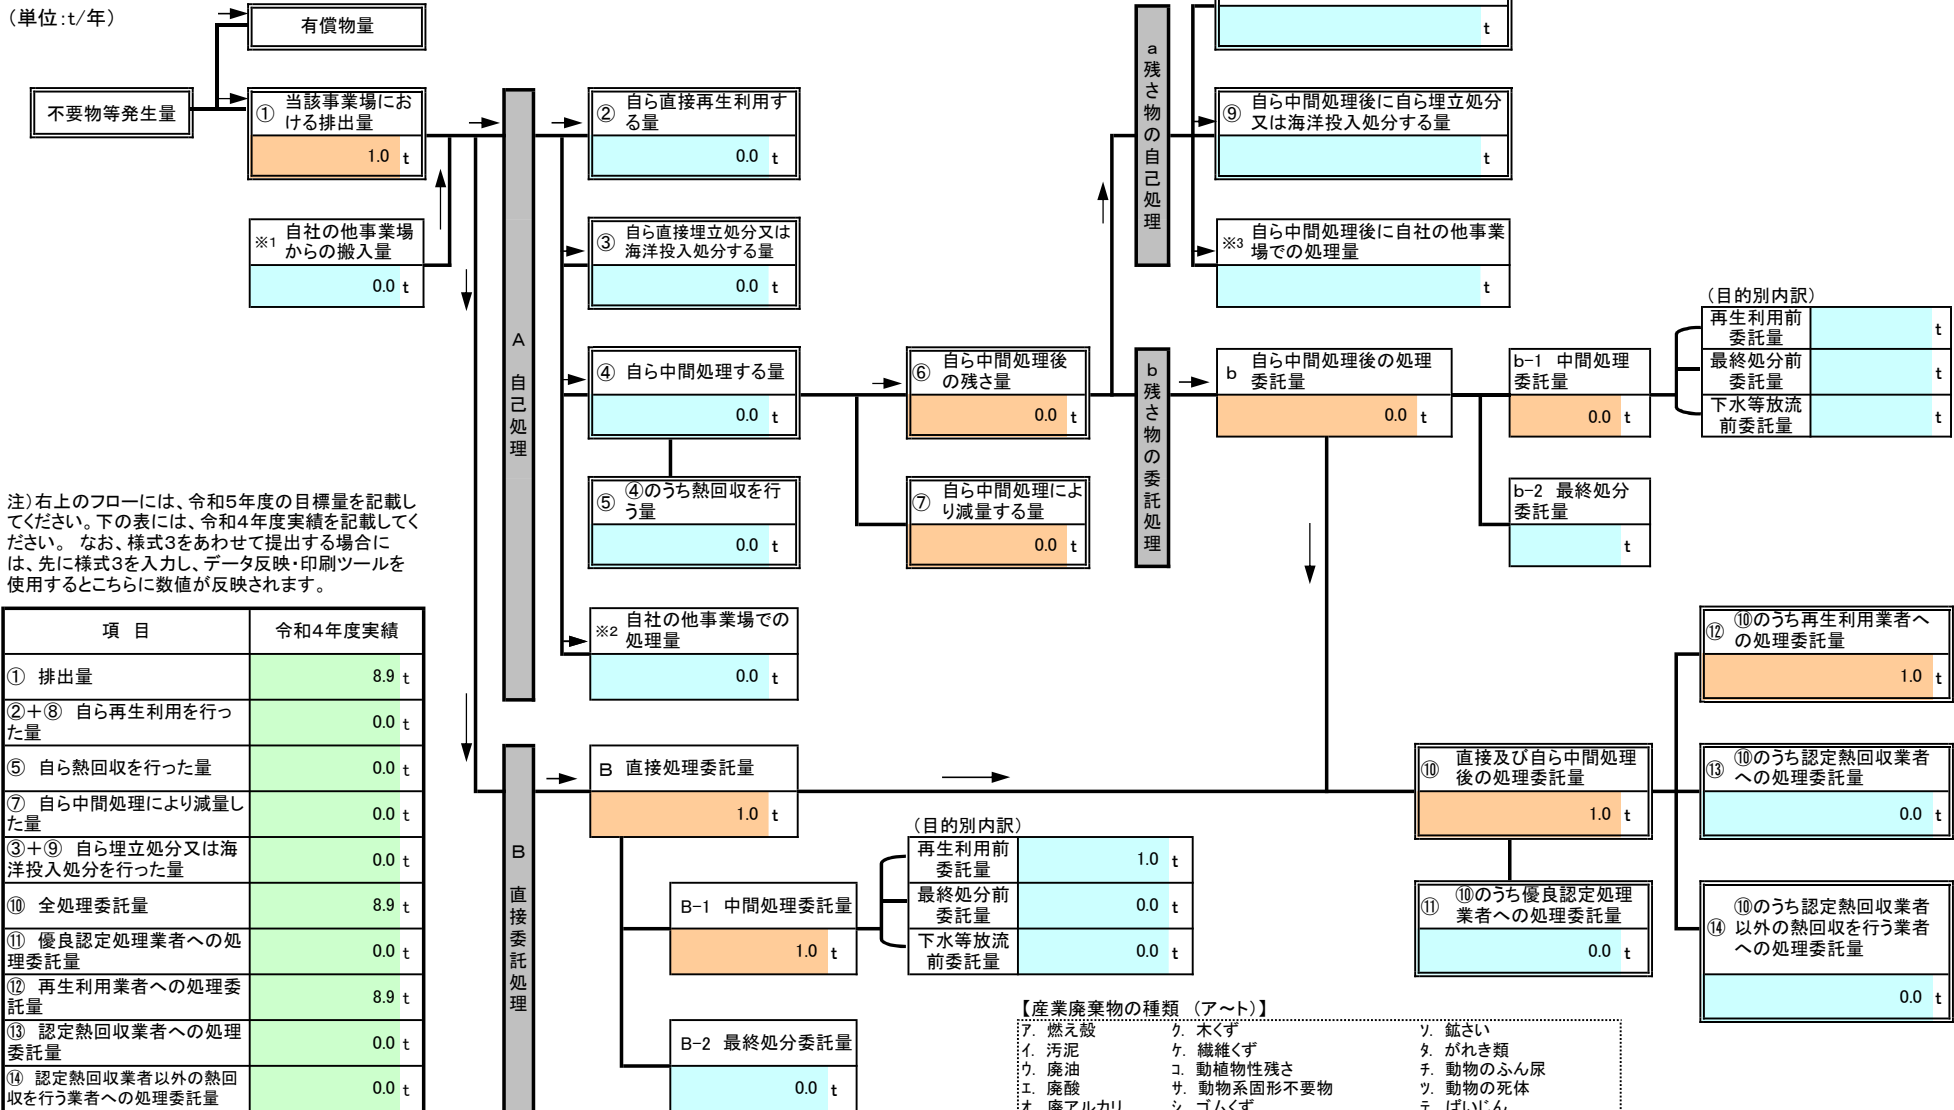 (単位:t/年)
有償物量
不要物等発生量
① 当該事業場にお
ける排出量
1.0 t
※1 自社の他事業場
からの搬入量
0.0 t
A 自己処理
② 自ら直接再生利用す
る量
0.0 t
③ 自ら直接埋立処分又は
海洋投入処分する量
0.0 t
④ 自ら中間処理する量
0.0 t
⑤ ④のうち熱回収を行
う量
0.0 t
※2 自社の他事業場での
処理量
0.0 t
⑥ 自ら中間処理後
の残さ量
0.0 t
⑦ 自ら中間処理によ
り減量する量
0.0 t
a 残さ物の自己処理
t
⑨ 自ら中間処理後に自ら埋立処分
又は海洋投入処分する量
t
※3 自ら中間処理後に自社の他事業
場での処理量
t
b 残さ物の委託処理
b 自ら中間処理後の処理
委託量
0.0 t
b-1 中間処理
委託量
0.0 t
(目的別内訳)
再生利用前
委託量
t
最終処分前
委託量
t
下水等放流
前委託量
t
b-2 最終処分
委託量
t
注)右上のフローには、令和5年度の目標量を記載し
てください。下の表には、令和4年度実績を記載してく
ださい。 なお、様式3をあわせて提出する場合に
は、先に様式3を入力し、データ反映・印刷ツールを
使用するとこちらに数値が反映されます。
項 目 令和4年度実績
① 排出量 8.9 t
②+⑧ 自ら再生利用を行っ
た量
0.0 t
⑤ 自ら熱回収を行った量 0.0 t
⑦ 自ら中間処理により減量し
た量
0.0 t
③+⑨ 自ら埋立処分又は海
洋投入処分を行った量
0.0 t
⑩ 全処理委託量 8.9 t
⑪ 優良認定処理業者への処
理委託量
0.0 t
⑫ 再生利用業者への処理委
託量
8.9 t
⑬ 認定熱回収業者への処理
委託量
0.0 t
⑭ 認定熱回収業者以外の熱回
収を行う業者への処理委託量
0.0 t
B 直接委託処理
B 直接処理委託量
1.0 t
B-1 中間処理委託量
1.0 t
(目的別内訳)
再生利用前
委託量
1.0 t
最終処分前
委託量
0.0 t
下水等放流
前委託量
0.0 t
B-2 最終処分委託量
0.0 t
⑩ 直接及び自ら中間処理
後の処理委託量
1.0 t
⑪ ⑩のうち優良認定処理
業者への処理委託量
0.0 t
⑫ ⑩のうち再生利用業者へ
の処理委託量
1.0 t
⑬ ⑩のうち認定熱回収業者
への処理委託量
0.0 t
⑭ ⑩のうち認定熱回収業者
以外の熱回収を行う業者
への処理委託量
0.0 t
【産業廃棄物の種類 (ア~ト)】
ア. 燃え殻 ク. 木くず ソ. 鉱さい
イ. 汚泥 ケ. 繊維くず タ. がれき類
ウ. 廃油 コ. 動植物性残さ チ. 動物のふん尿
エ. 廃酸 サ. 動物系固形不要物 ツ. 動物の死体
オ. 廃アルカリ シ. ゴムくず テ. ばいじん